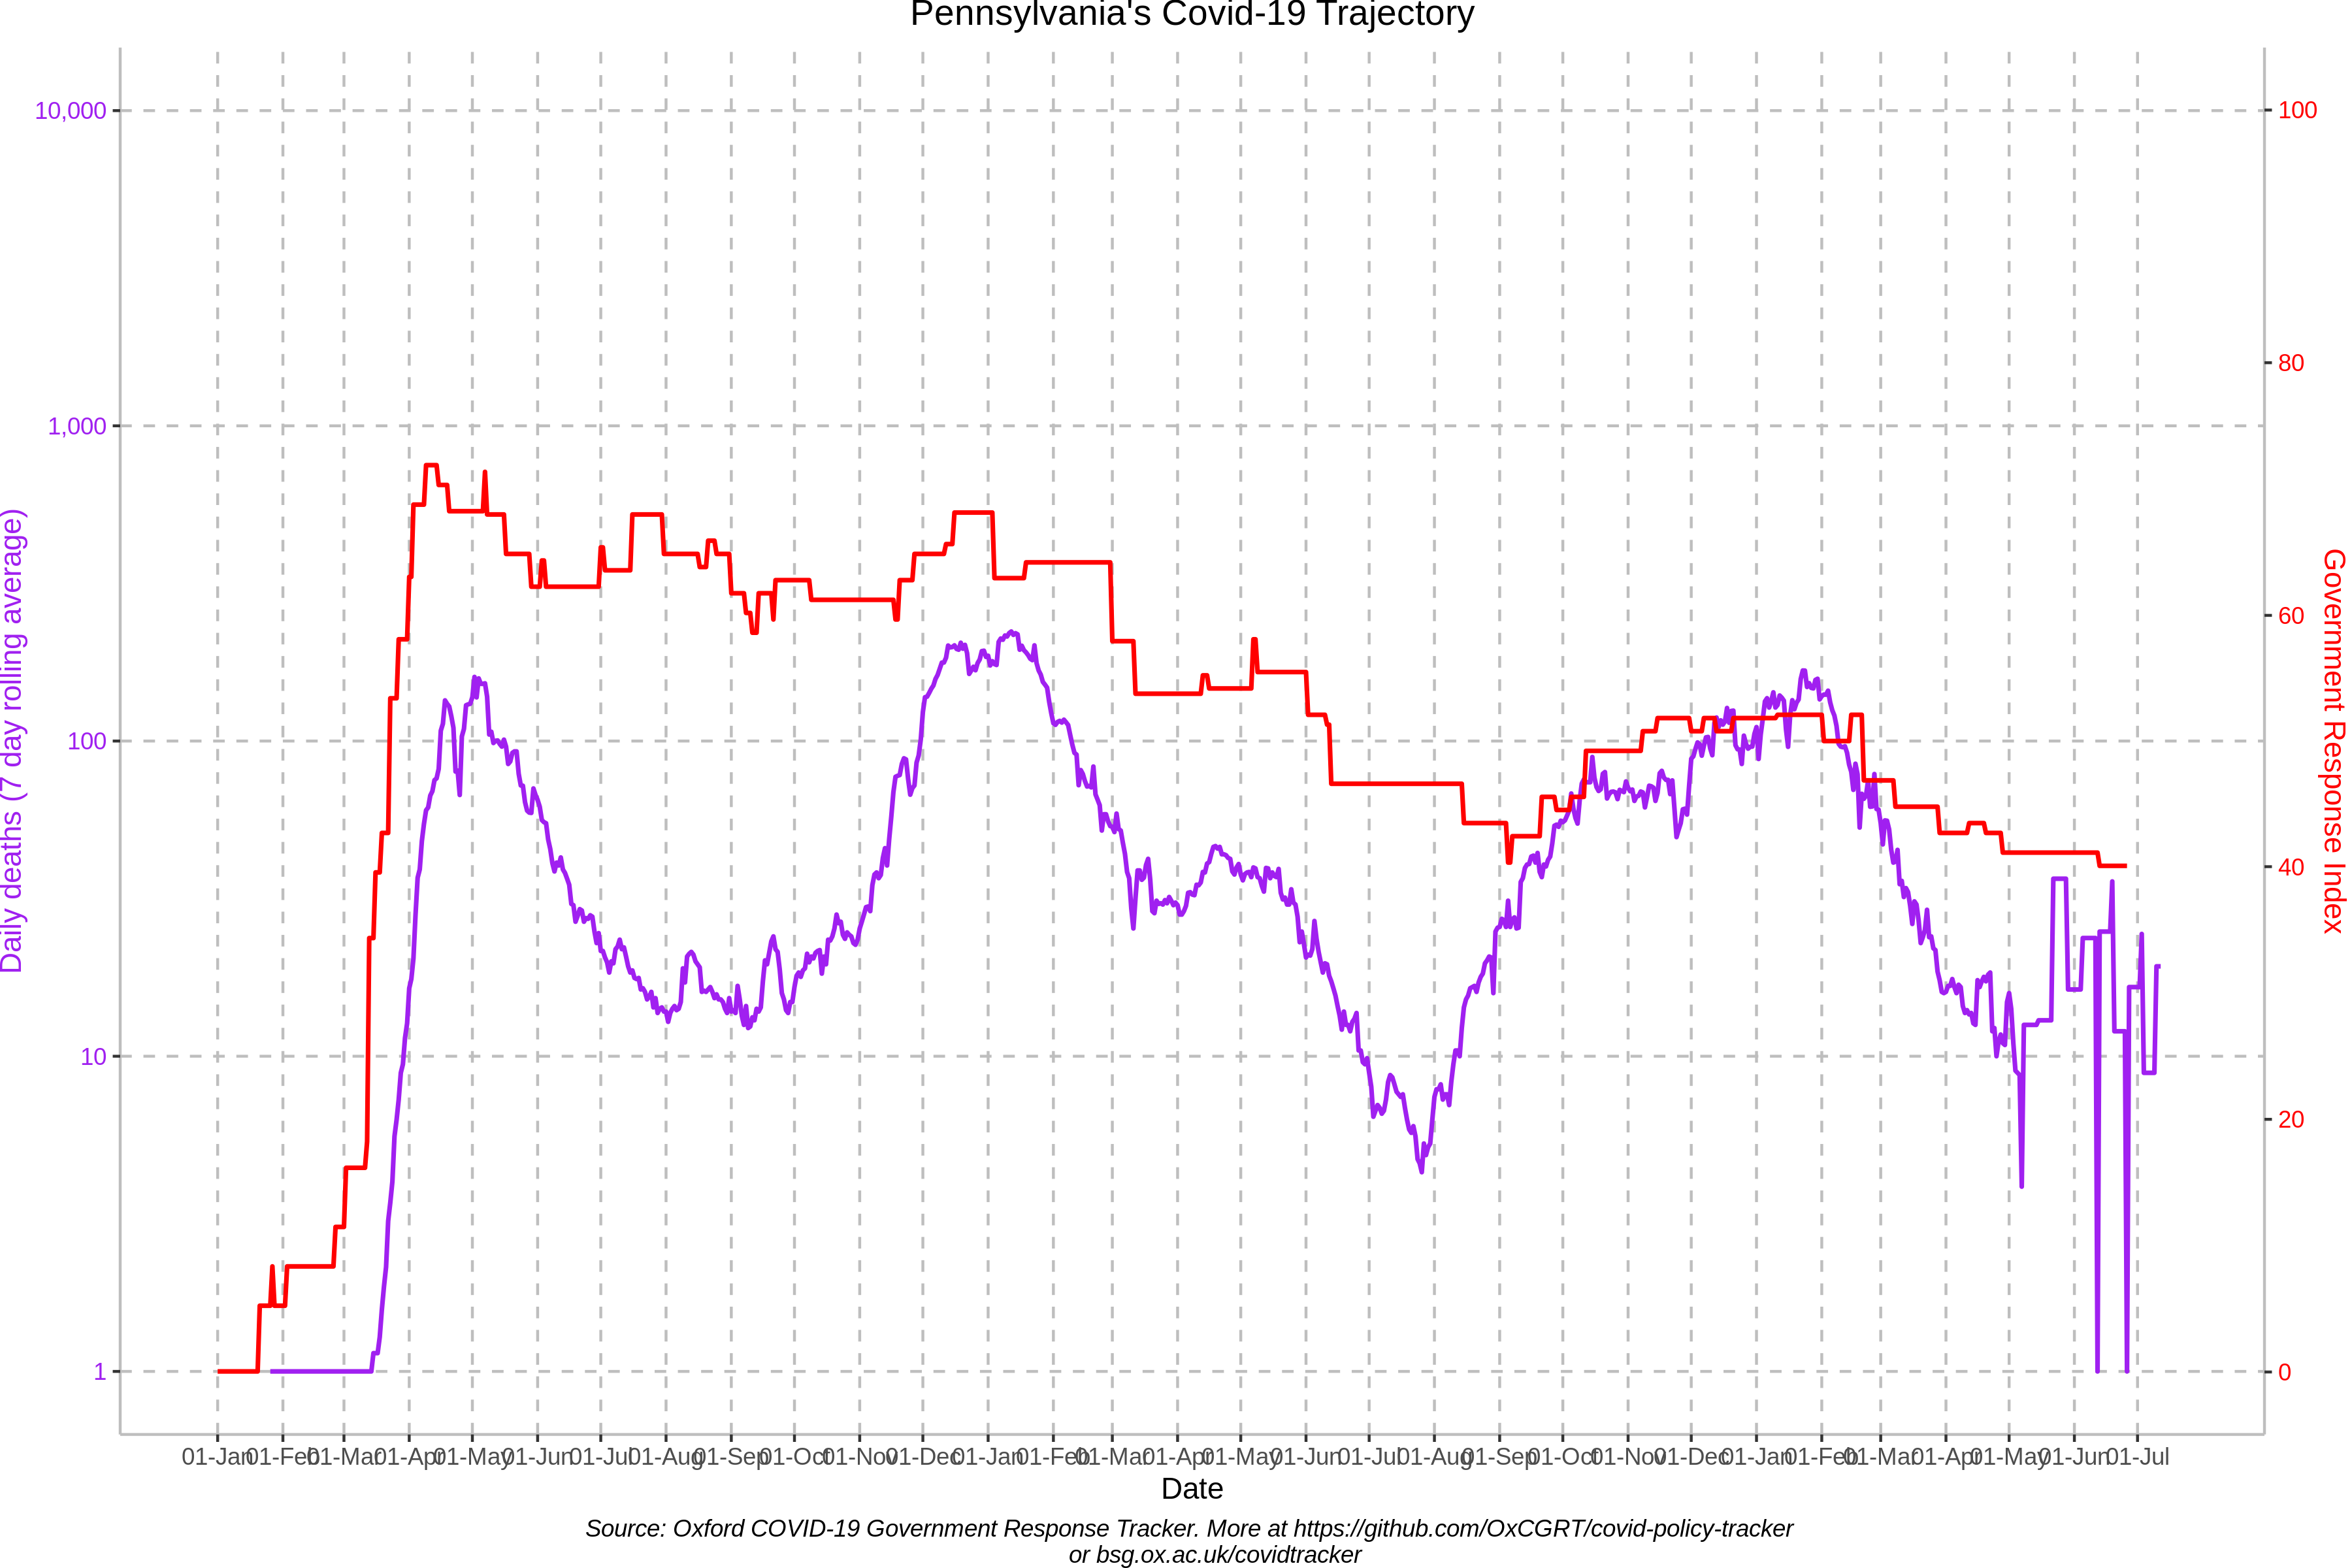 Pennsylvania's Covid-19 Trajectory
10,000
1,000
100
10
1
Daily deaths (7 day rolling average)
100
80
60
40
20
0
Government Response Index
01-Jan 01-Feb 01-Mar 01-Apr 01-May 01-Jun 01-Jul 01-Aug 01-Sep 01-Oct 01-Nov 01-Dec 01-Jan 01-Feb 01-Mar 01-Apr 01-May 01-Jun 01-Jul 01-Aug 01-Sep 01-Oct 01-Nov 01-Dec 01-Jan 01-Feb 01-Mar 01-Apr 01-May 01-Jun 01-Jul
Date
Source: Oxford COVID-19 Government Response Tracker. More at https://github.com/OxCGRT/covid-policy-tracker
or bsg.ox.ac.uk/covidtracker